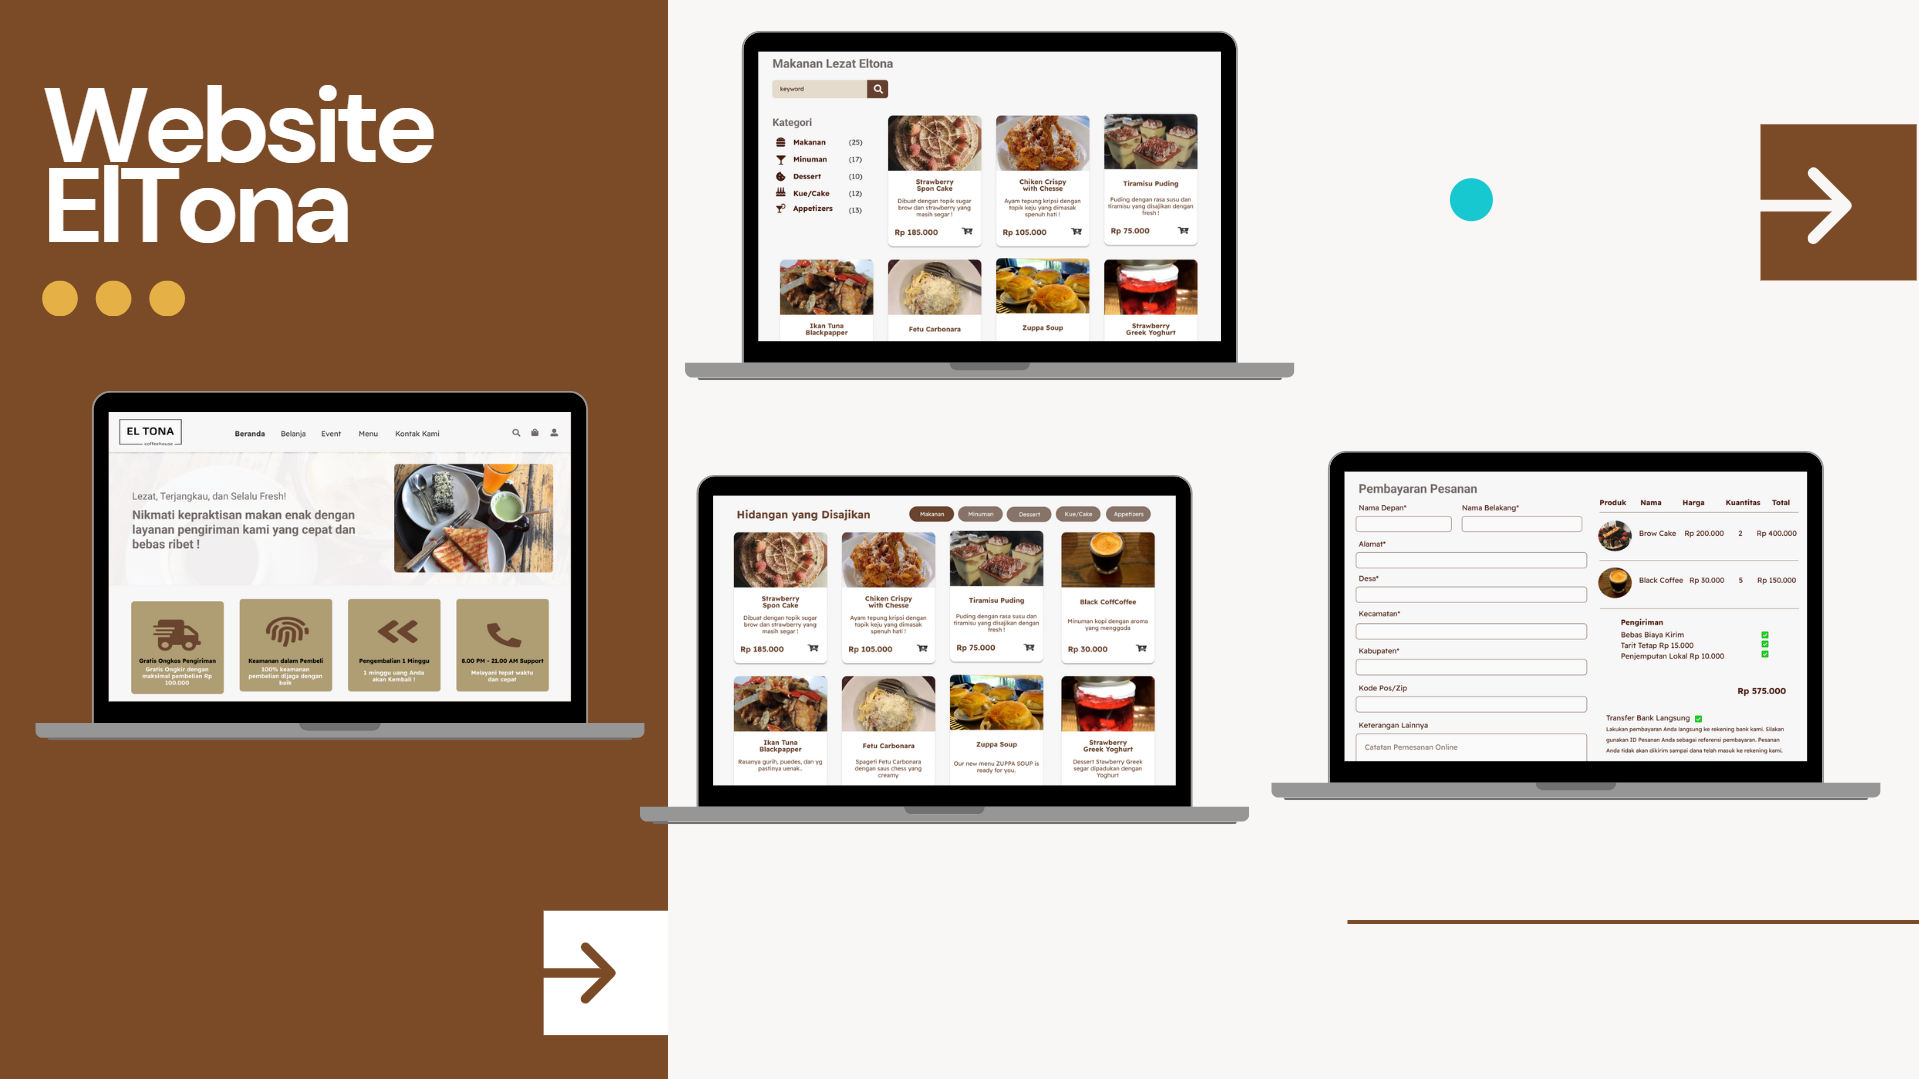 Website
ElTona
EL TONA
coffeehouse
Beranda
Belanja
Event
Menu
Kontak Kami
Lezat, Terjangkau, dan Selalu Fresh!
Nikmati kepraktisan makan enak dengan
layanan pengiriman kami yang cepat dan
bebas ribet !
Gratis Ongkos Pengiriman
Gratis Ongkir dengan
maksimal pembelian Rp
100.000
Keamanan dalam Pembeli
100% keamanan
pembelian dijaga dengan
baik
Pengembalian 1 Minggu
1 minggu uang Anda
akan Kembali !
8.00 PM - 21.00 AM Support
Melayani tepat waktu
dan cepat
Makanan Lezat Eltona
keyword
Kategori
Makanan (25)
Minuman (17)
Dessert (10)
Kue/Cake (12)
Appetizers (13)
Strawberry
Spon Cake
Dibuat dengan topik sugar
brow dan strawberry yang
masih segar !
Rp 185.000
Chiken Crispy
with Chesse
Ayam tepung kripsi dengan
topik keju yang dimasak
spenuh hati !
Rp 105.000
Tiramisu Puding
Puding dengan rasa susu dan
tiramisu yang disajikan dengan
fresh !
Rp 75.000
Ikan Tuna
Blackpapper
Fetu Carbonara
Zuppa Soup
Strawberry
Greek Yoghurt
Hidangan yang Disajikan
Makanan
Minuman
Dessert
Kue/Cake
Appetizers
Strawberry
Spon Cake
Dibuat dengan topik sugar
brow dan strawberry yang
masih segar !
Rp 185.000
Chiken Crispy
with Chesse
Ayam tepung kripsi dengan
topik keju yang dimasak
spenuh hati !
Rp 105.000
Tiramisu Puding
Puding dengan rasa susu dan
tiramisu yang disajikan dengan
fresh !
Rp 75.000
Black CoffCoffee
Minuman kopi dengan aroma
yang menggoda
Rp 30.000
Ikan Tuna
Blackpapper
Rasanya gurih, puedes, dan yg
pastinya uenak..
Fetu Carbonara
Spageti Fetu Carbonara
dengan saus chess yang
creamy
Zuppa Soup
Our new menu ZUPPA SOUP is
ready for you.
Strawberry
Greek Yoghurt
Dessert Stawberry Greek
segar dipadukan dengan
Yoghurt
Pembayaran Pesanan
Nama Depan*
Nama Belakang*
Alamat*
Desa*
Kecamatan*
Kabupaten*
Kode Pos/Zip
Keterangan Lainnya
Catatan Pemesanan Online
Produk Nama Harga Kuantitas Total
Brow Cake Rp 200.000 2 Rp 400.000
Black Coffee Rp 30.000 5 Rp 150.000
Pengiriman
Bebas Biaya Kirim
Tarit Tetap Rp 15.000
Penjemputan Lokal Rp 10.000
Rp 575.000
Transfer Bank Langsung
Lakukan pembayaran Anda langsung ke rekening bank kami. Silakan
gunakan ID Pesanan Anda sebagai referensi pembayaran. Pesanan
Anda tidak akan dikirim sampai dana telah masuk ke rekening kami.